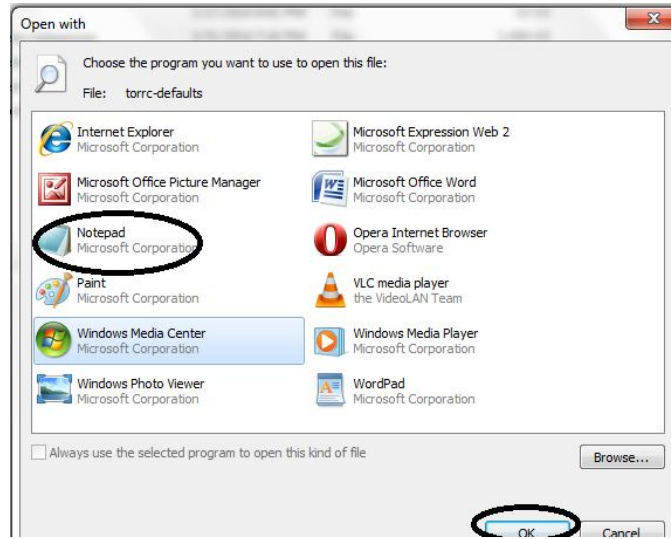 Open with
Choose the program you want to use to open this file:
File: torrc-defaults
Internet Explorer
Microsoft Corporation
Microsoft Expression Web 2
Microsoft Corporation
Microsoft Office Picture Manager
Microsoft Corporation
Microsoft Office Word
Microsoft Corporation
Notepad
Microsoft Corporation
Opera Internet Browser
Opera Software
Paint
Microsoft Corporation
VLC media player
the VideoLAN Team
Windows Media Center
Microsoft Corporation
Windows Media Player
Microsoft Corporation
Windows Photo Viewer
Microsoft Corporation
WordPad
Microsoft Corporation
Always use the selected program to open this kind of file
Browse...
OK
Cancel